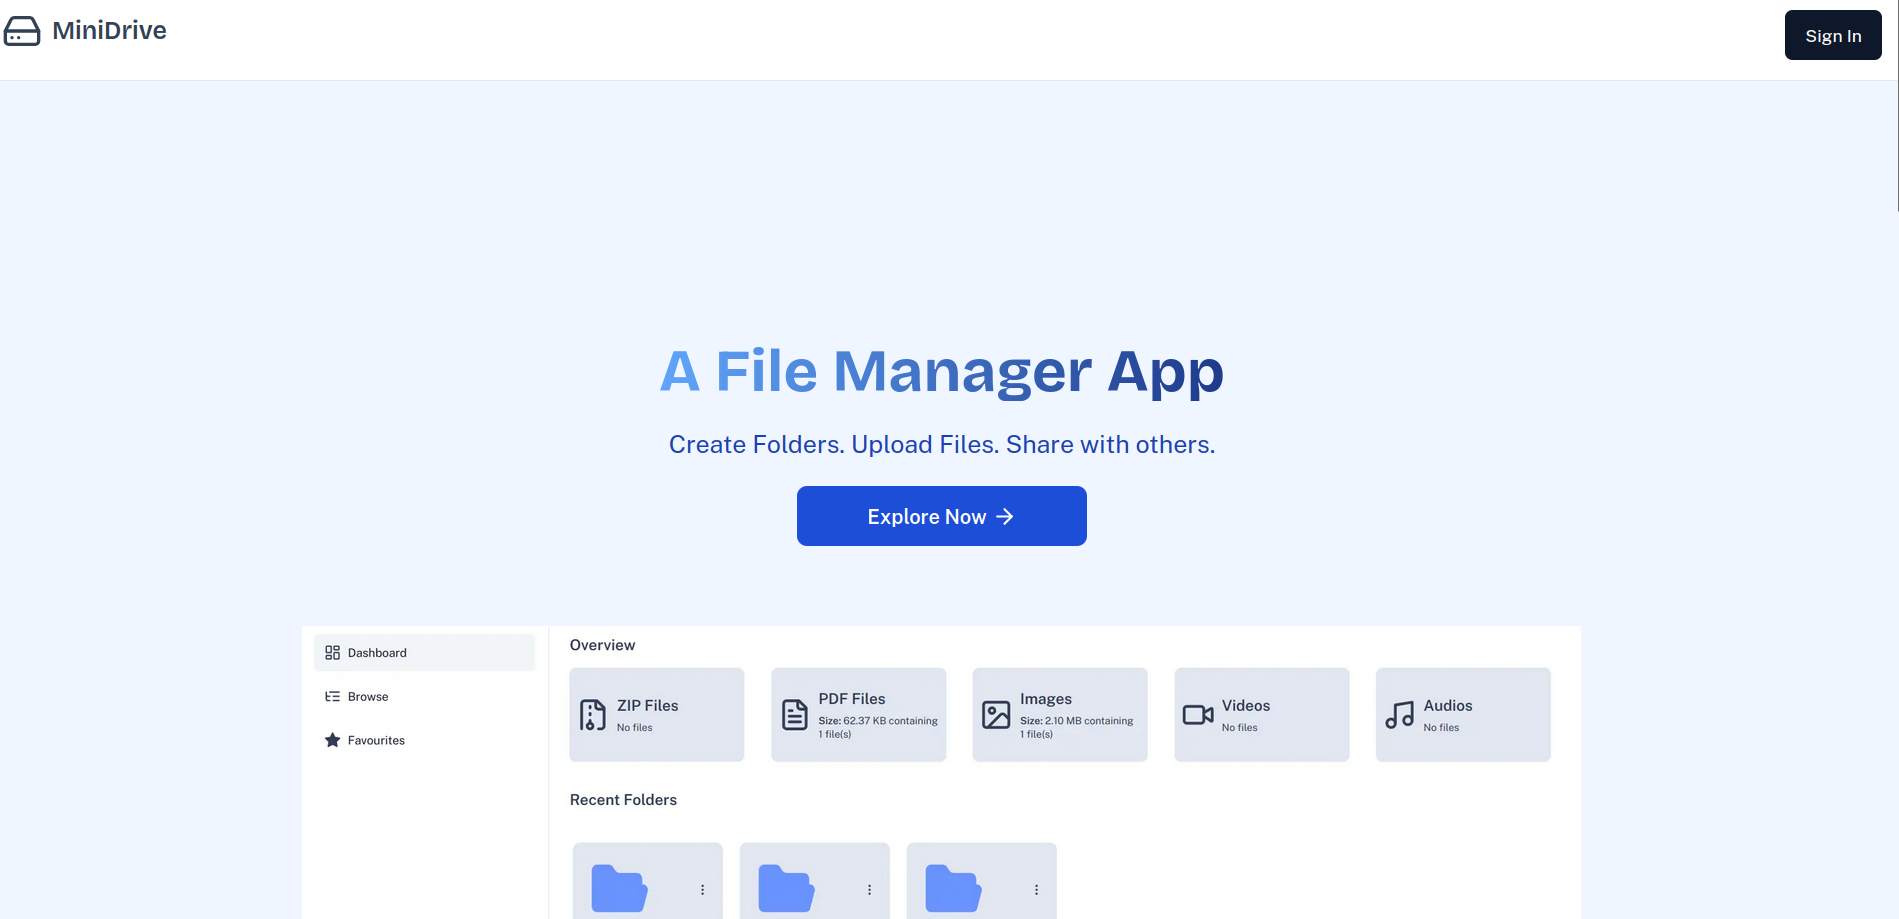 MiniDrive
Sign In
A File Manager App
Create Folders. Upload Files. Share with others.
Explore Now
Dashboard
Browse
Favourites
Overview
ZIP Files
No files
PDF Files
Size: 62.37 KB containing
1 file(s)
Images
Size: 2.10 MB containing
1 file(s)
Videos
No files
Audios
No files
Recent Folders